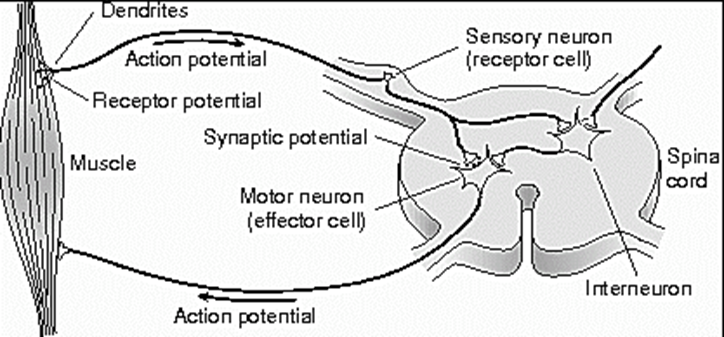 Dendrites
Action potential
Receptor potential
Sensory neuron
(receptor cell)
Synaptic potential
Muscle
Motor neuron
(effector cell)
Spina
cord
Interneuron
Action potential